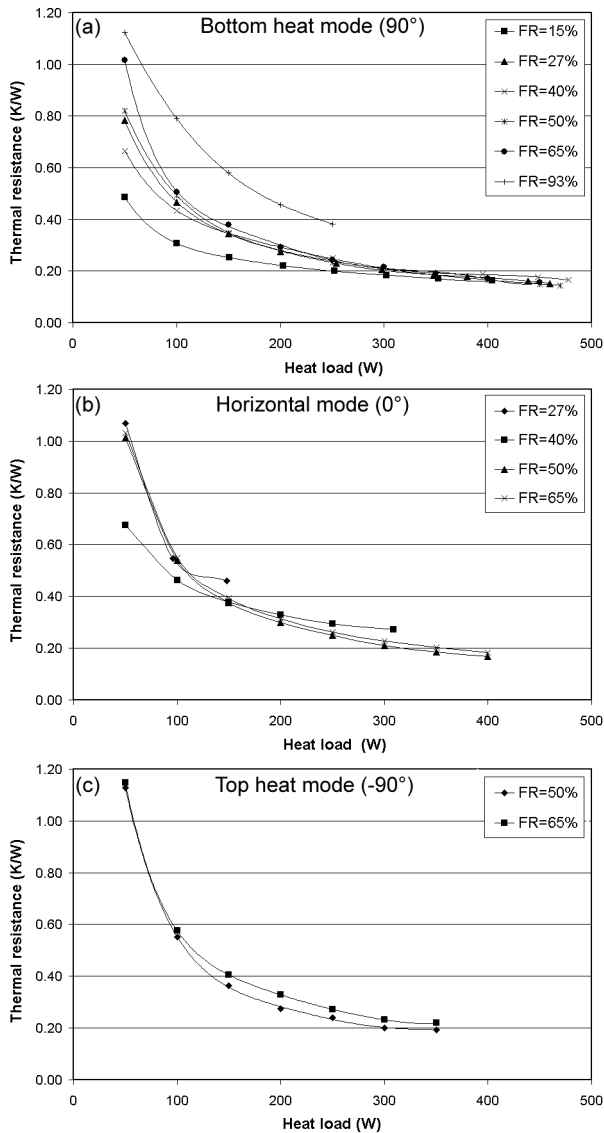 (a) Bottom heat mode (90°)
Thermal resistance (K/W)
1.20
1.00
0.80
0.60
0.40
0.20
0.00
FR=15%
FR=27%
FR=40%
FR=50%
FR=65%
FR=93%
0 100 200 300 400 500
Heat load (W)
(b) Horizontal mode (0°)
Thermal resistance (K/W)
1.20
1.00
0.80
0.60
0.40
0.20
0.00
FR=27%
FR=40%
FR=50%
FR=65%
0 100 200 300 400 500
Heat load (W)
(c) Top heat mode (-90°)
Thermal resistance (K/W)
1.20
1.00
0.80
0.60
0.40
0.20
0.00
FR=50%
FR=65%
0 100 200 300 400 500
Heat load (W)